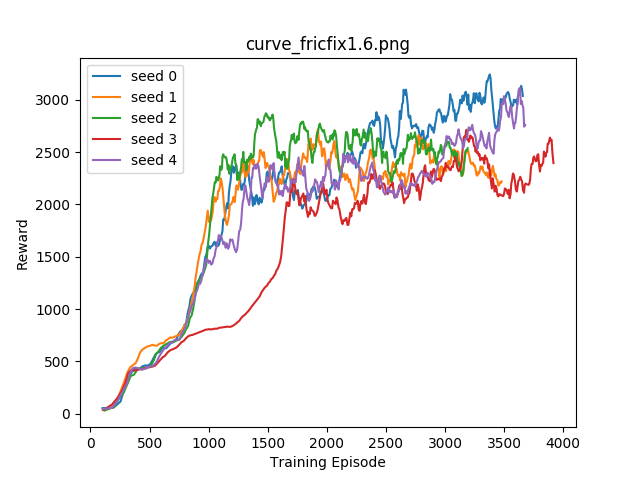 curve_fricfix1.6.png
seed 0
seed 1
seed 2
seed 3
seed 4
3000
2500
2000
1500
1000
500
0
Reward
0 500 1000 1500 2000 2500 3000 3500 4000
Training Episode